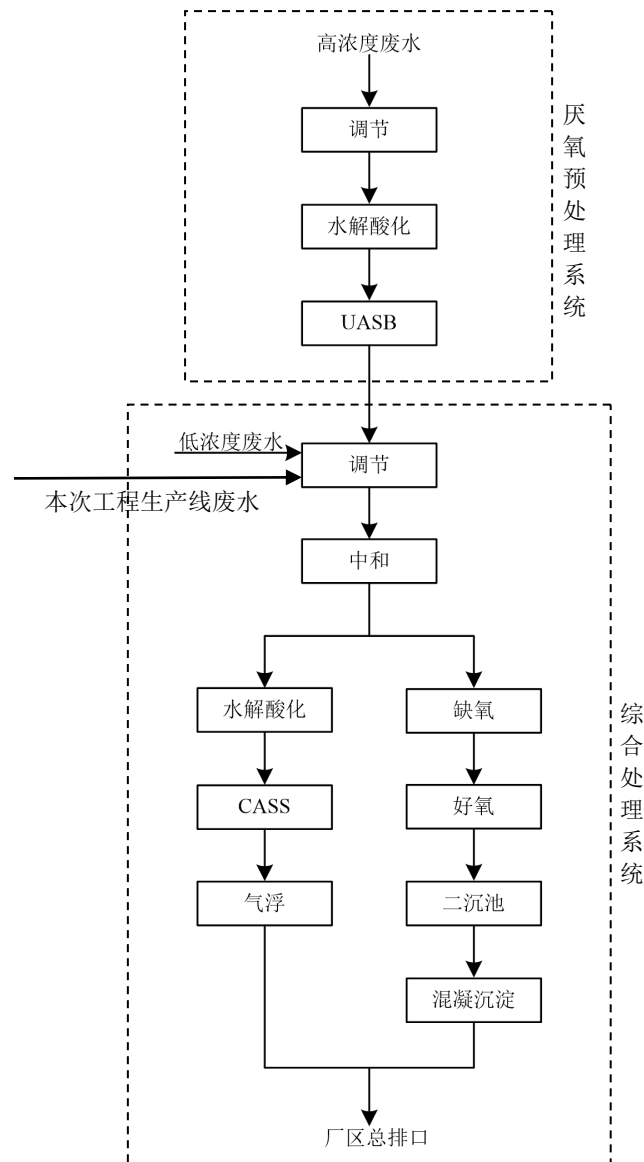 高浓度废水
调节
水解酸化
UASB
厌氧预处理系统
低浓度废水
调节
本次工程生产线废水
中和
水解酸化
缺氧
CASS
好氧
气浮
二沉池
混凝沉淀
综合处理系统
厂区总排口